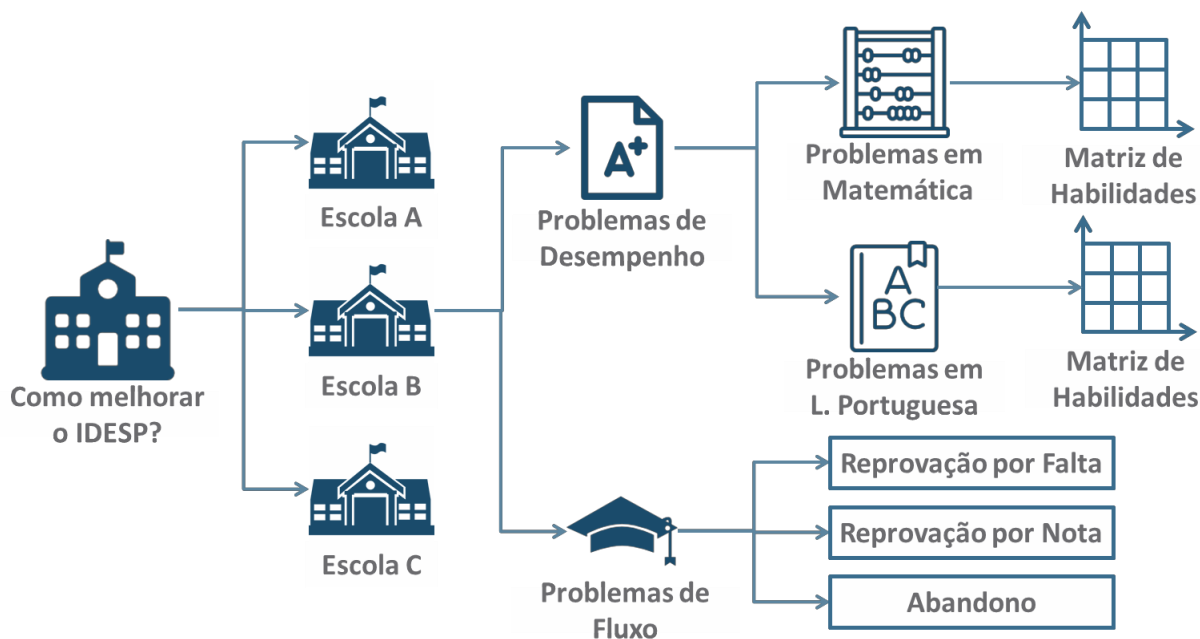 Como melhorar
o IDESP?
Escola A
Escola B
Escola C
A+
Problemas de
Desempenho
Problemas de
Fluxo
Problemas em
Matemática
Matriz de
Habilidades
A
BC
Problemas em
L. Portuguesa
Matriz de
Habilidades
Reprovação por Falta
Reprovação por Nota
Abandono